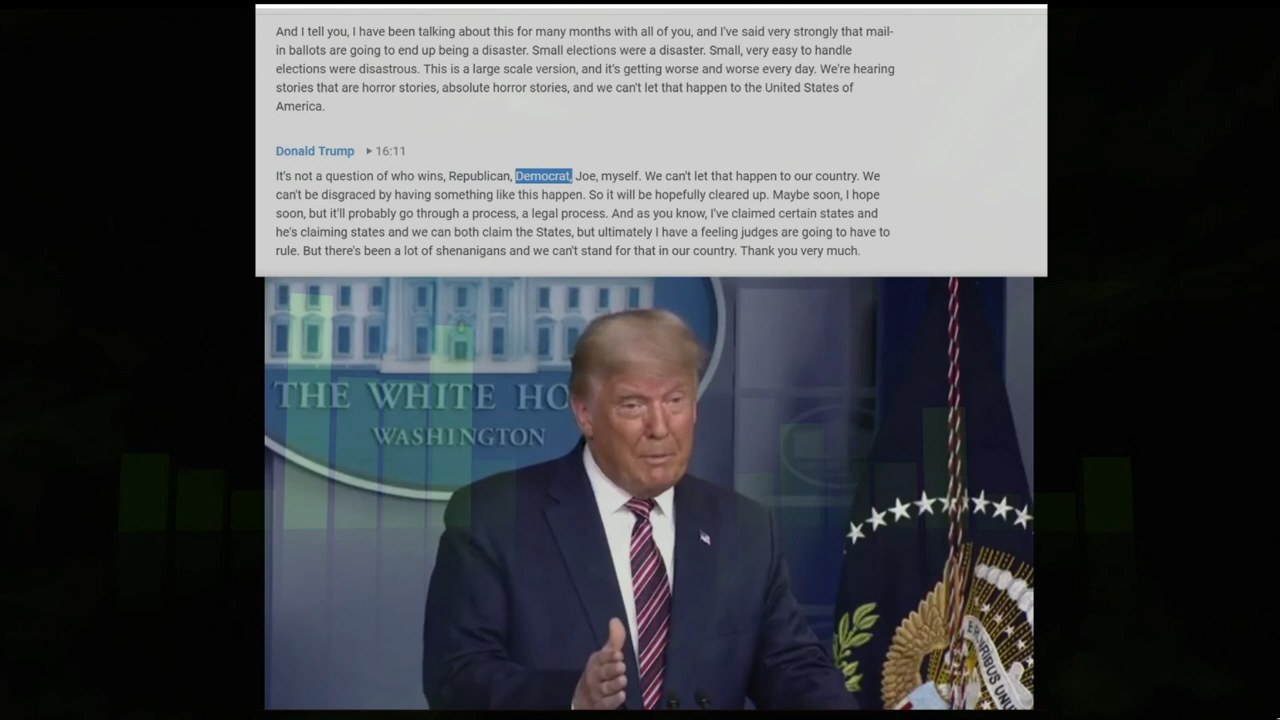 And I tell you, I have been talking about this for many months with all of you, and I've said very strongly that mail-
in ballots are going to end up being a disaster. Small elections were a disaster. Small, very easy to handle
elections were disastrous. This is a large scale version, and it's getting worse and worse every day. We're hearing
stories that are horror stories, absolute horror stories, and we can't let that happen to the United States of
America.
Donald Trump 16:11
It's not a question of who wins, Republican, Democrat, Joe, myself. We can't let that happen to our country. We
can't be disgraced by having something like this happen. So it will be hopefully cleared up. Maybe soon, I hope
soon, but it'll probably go through a process, a legal process. And as you know, I've claimed certain states and
he's claiming states and we can both claim the States, but ultimately I have a feeling judges are going to have to
rule. But there's been a lot of shenanigans and we can't stand for that in our country. Thank you very much.
THE WHITE HO
WASHINGTON